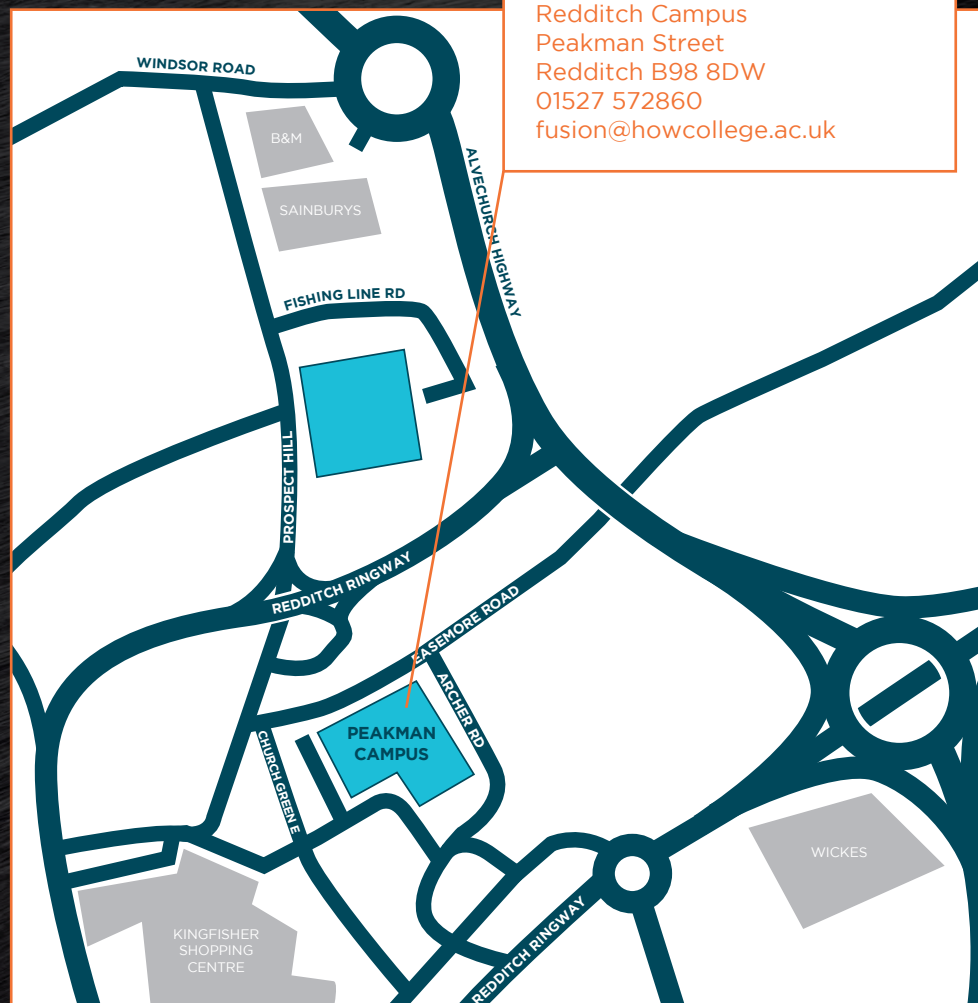 Redditch Campus
Peakman Street
Redditch B98 8DW
01527 572860
fusion@howcollege.ac.uk
WINDSOR ROAD
B&M
ALVECHURCH HIGHWAY
SAINBURYS
FISHING LINE RD
PROSPECT HILL
REDDITCH RINGWAY
EASEMORE ROAD
ARCHER RD
PEAKMAN
CAMPUS
CHURCH GREEN E
WICKES
KINGFISHER
SHOPPING
CENTRE
REDDITCH RINGWAY